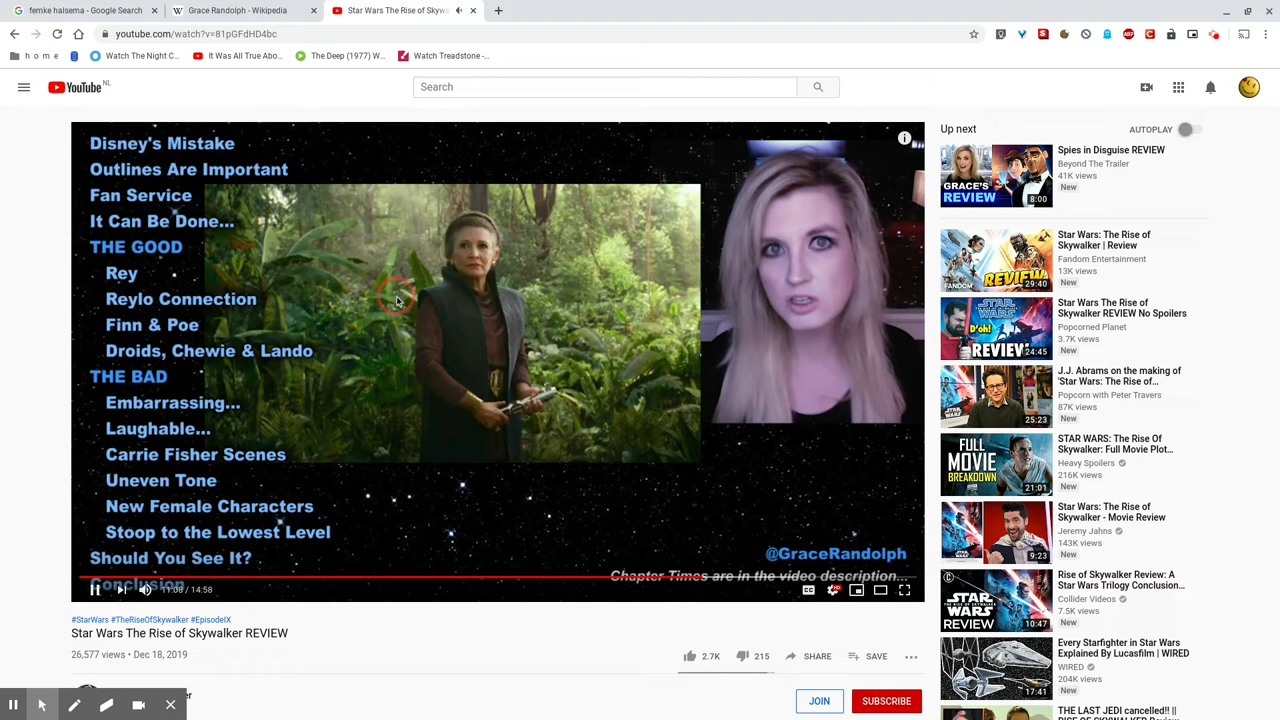 femke halsema - Google Search
Grace Randolph - Wikipedia
Star Wars The Rise of Skyw
youtube.com/watch?v=81pGFdHD4bc
h o m e
Watch The Night C...
It Was All True Abo...
The Deep (1977) W...
Watch Treadstone -...
YouTube NL
Search
Disney's Mistake
Outlines Are Important
Fan Service
It Can Be Done...
THE GOOD
Rey
Reylo Connection
Finn & Poe
Droids, Chewie & Lando
THE BAD
Embarrassing...
Laughable...
Carrie Fisher Scenes
Uneven Tone
New Female Characters
Stoop to the Lowest Level
Should You See It?
Conclusion
@GraceRandolph
Chapter Times are in the video description...
11:08 / 14:58
#StarWars #TheRiseOfSkywalker #EpisodeIX
Star Wars The Rise of Skywalker REVIEW
26,577 views • Dec 18, 2019
2.7K
215
SHARE
SAVE
JOIN
SUBSCRIBE
Up next
AUTOPLAY
GRACE'S
REVIEW
8:00
Spies in Disguise REVIEW
Beyond The Trailer
41K views
New
FANDOM
REVIEW
29:40
Star Wars: The Rise of
Skywalker | Review
Fandom Entertainment
13K views
New
STAR WARS
D'oh!
REVIEW
24:45
Star Wars The Rise of
Skywalker REVIEW No Spoilers
Popcorned Planet
3.7K views
New
25:23
J.J. Abrams on the making of
'Star Wars: The Rise of...
Popcorn with Peter Travers
87K views
New
FULL
MOVIE
BREAKDOWN
21:01
STAR WARS: The Rise Of
Skywalker: Full Movie Plot...
Heavy Spoilers
216K views
New
9:23
Star Wars: The Rise of
Skywalker - Movie Review
Jeremy Jahns
143K views
New
STAR WARS
REVIEW
10:47
Rise of Skywalker Review: A
Star Wars Trilogy Conclusion...
Collider Videos
7.5K views
New
17:41
Every Starfighter in Star Wars
Explained By Lucasfilm | WIRED
WIRED
204K views
New
THE LAST JEDI cancelled!! ||